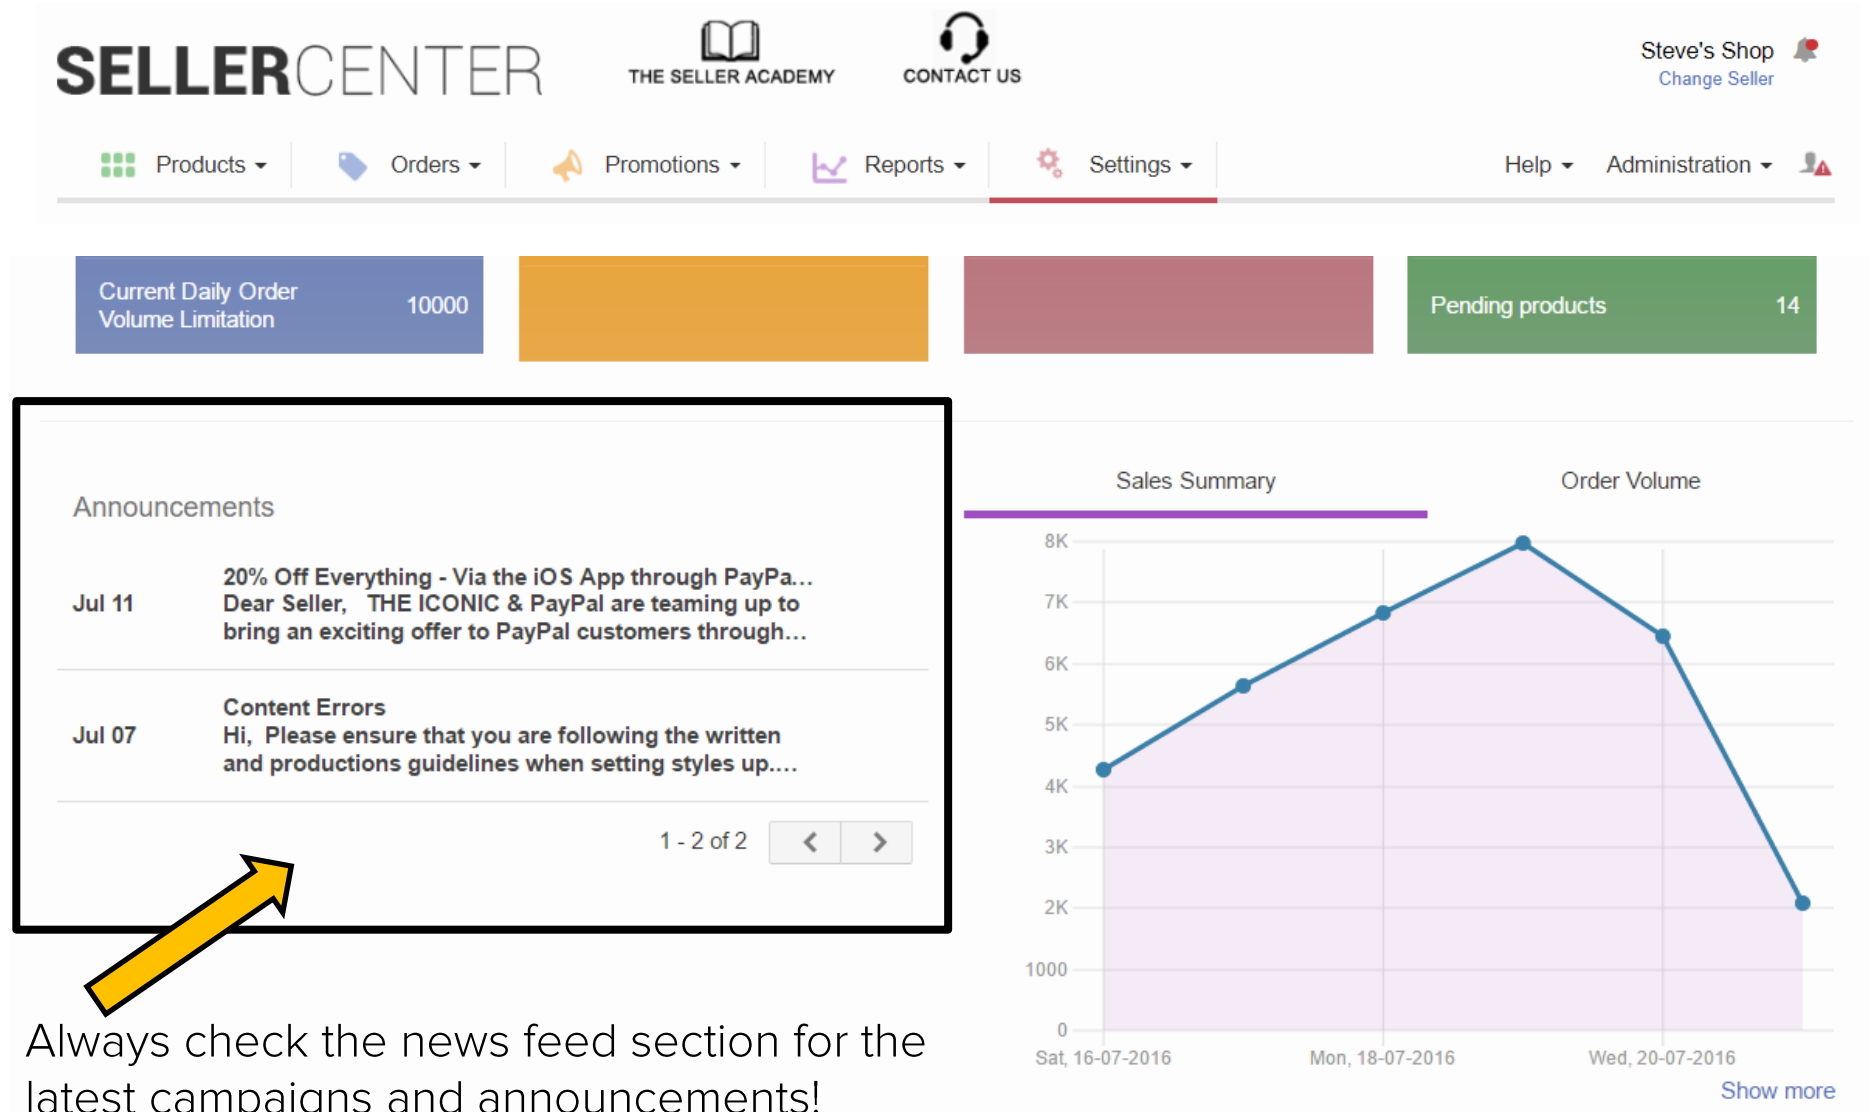 SELLERCENTER
THE SELLER ACADEMY
CONTACT US
Steve's Shop
Change Seller
Products
Orders
Promotions
Reports
Settings
Help
Administration
Current Daily Order
Volume Limitation
10000
Pending products
14
Announcements
Jul 11
20% Off Everything - Via the iOS App through PayPa...
Dear Seller, THE ICONIC & PayPal are teaming up to
bring an exciting offer to PayPal customers through...
Jul 07
Content Errors
Hi, Please ensure that you are following the written
and productions guidelines when setting styles up....
1 - 2 of 2
Always check the news feed section for the
latest campaigns and announcements!
Sales Summary
Order Volume
8K
7K
6K
5K
4K
3K
2K
1000
0
Sat, 16-07-2016
Mon, 18-07-2016
Wed, 20-07-2016
Show more